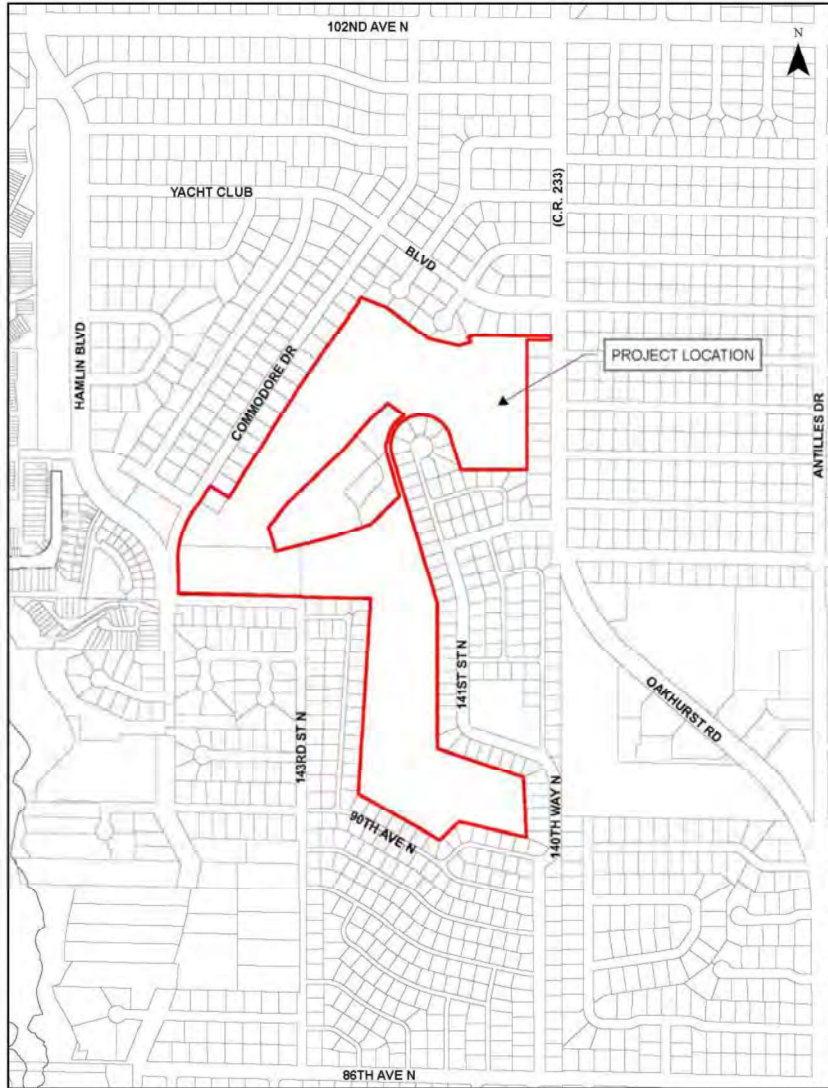 102ND AVE N
N
YACHT CLUB
(C.R. 233)
BLVD
PROJECT LOCATION
HAMLIN BLVD
COMMODORE DR
ANTILLES DR
141ST ST N
OAKHURST RD
143RD ST N
90TH AVE N
140TH WAY N
86TH AVE N